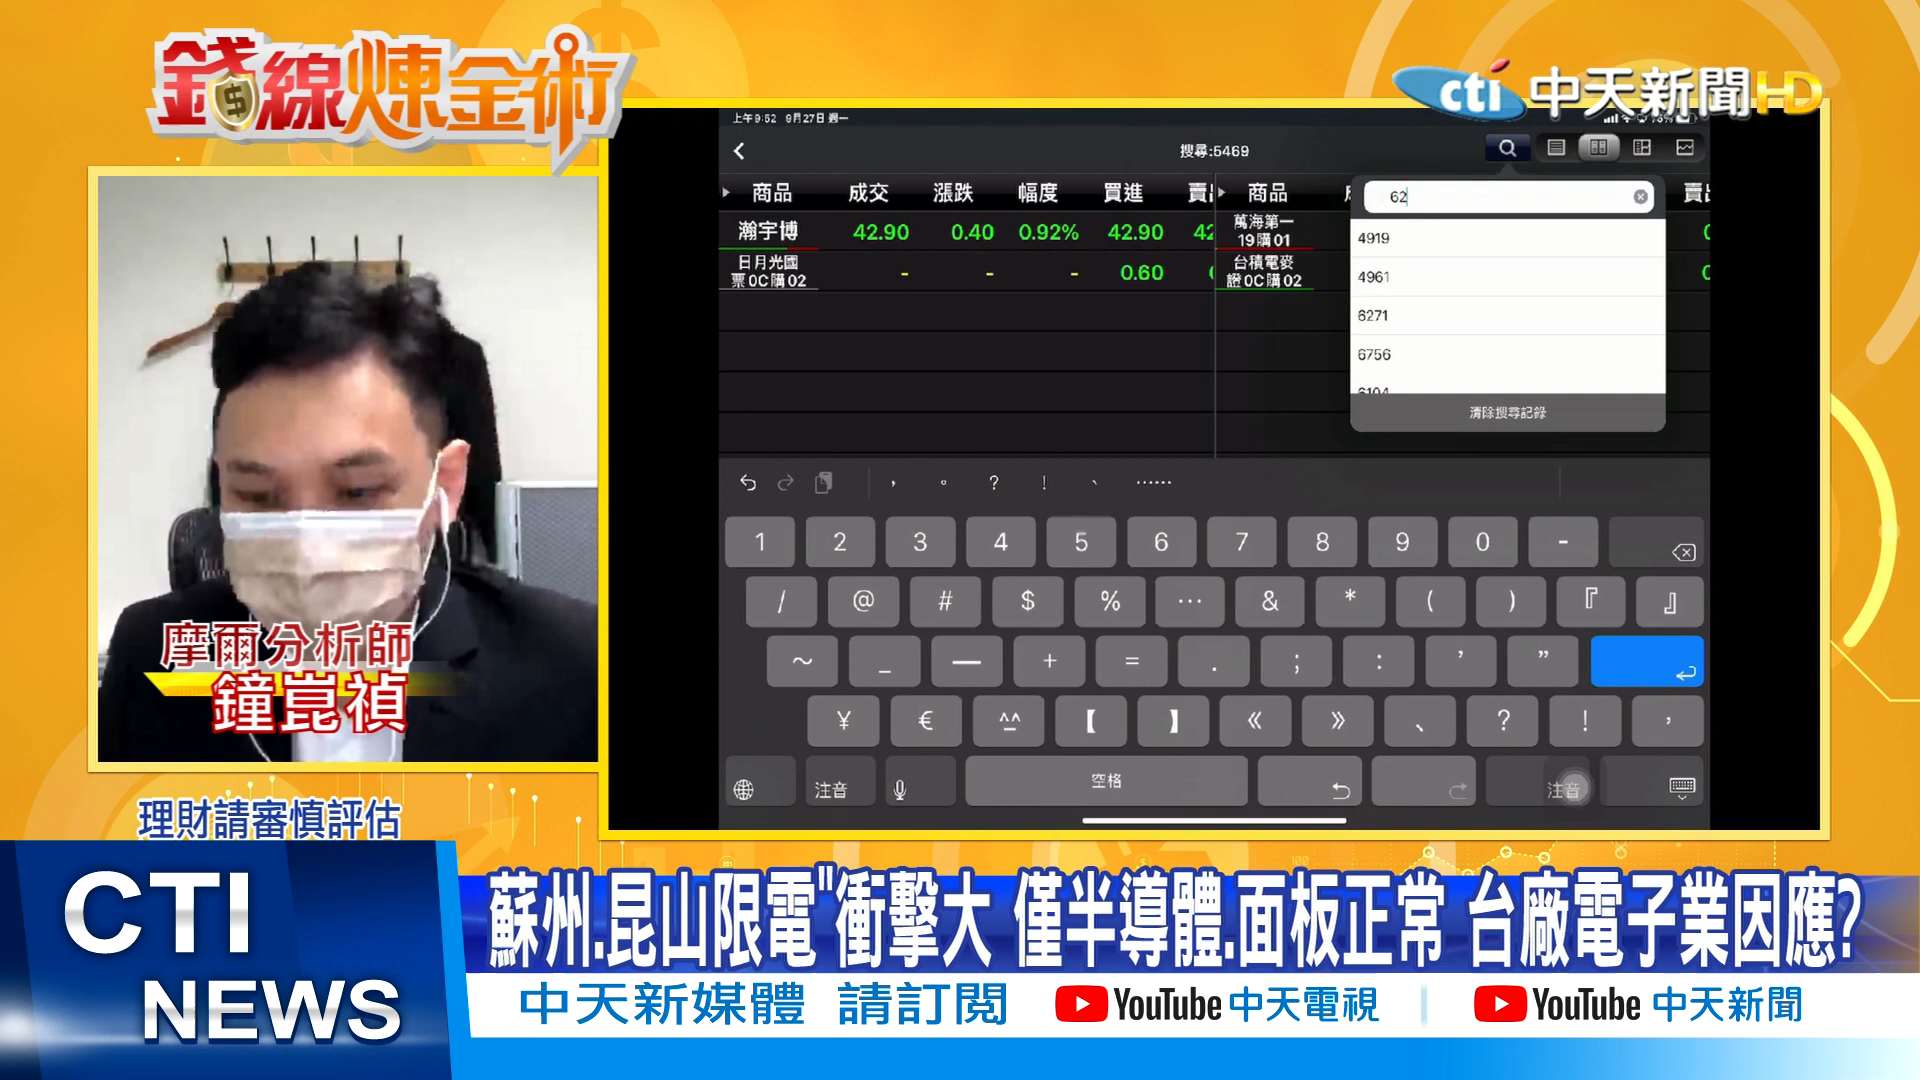 錢線煉金術
cti 中天新聞HD
上午9:52 9月27日 週一
搜尋:5469
商品 成交 漲跌 幅度 買進 商品
瀚宇博 42.90 0.40 0.92% 42.90 42
萬海第一
19購01
日月光國
票0C購02 - - - 0.60
台積電麥
證0C購02
62
4919
4961
6271
6756
6104
清除搜尋記錄
, 。 ? ! 、 ……
1 2 3 4 5 6 7 8 9 0 -
/ @ # $ % … & * ( ) 『 』
~ _ — + = . ; : ’ ”
¥ € ^^ 【 】 《 》 、 ? ! ,
注音 空格 注音
摩爾分析師
鐘崑禎
理財請審慎評估
CTI
NEWS
蘇州.昆山限電"衝擊大 僅半導體.面板正常 台廠電子業因應?
中天新媒體 請訂閱 YouTube 中天電視 | YouTube 中天新聞